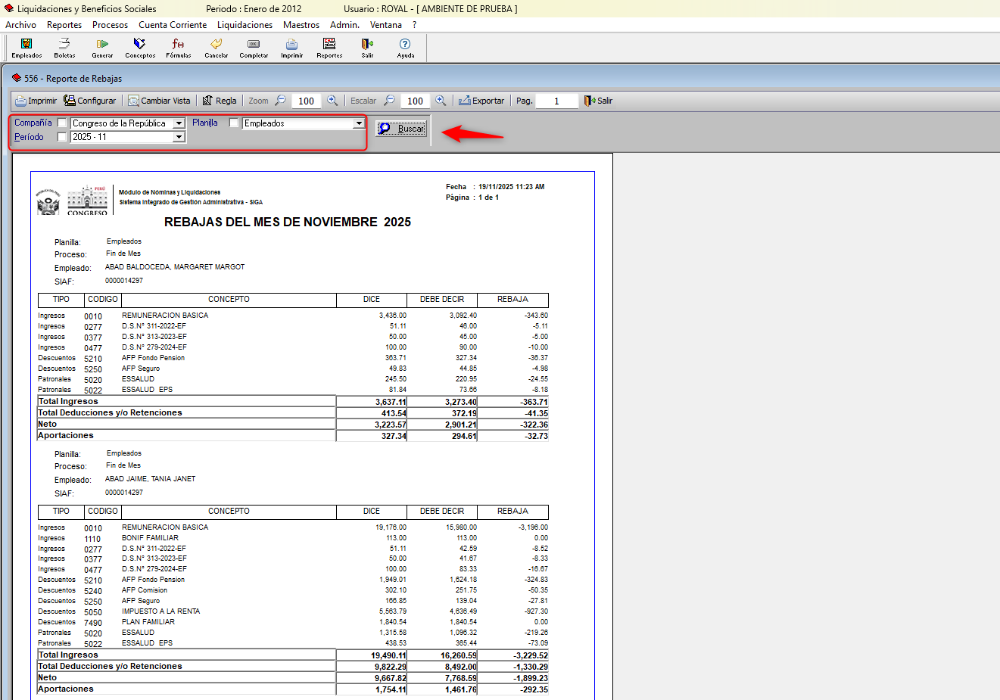 Liquidaciones y Beneficios Sociales Periodo : Enero de 2012 Usuario : ROYAL - [ AMBIENTE DE PRUEBA ]
Archivo Reportes Procesos Cuenta Corriente Liquidaciones Maestros Admin. Ventana ?
Empleados Boletas Generar Conceptos Fórmulas Cancelar Completar Imprimir Reportes Salir Ayuda
556 - Reporte de Rebajas
Imprimir Configurar Cambiar Vista Regla Zoom 100 Escalar 100 Exportar Pag. 1 Salir
Compañía Congreso de la República Planilla Empleados Buscar
Período 2025 - 11
REPÚBLICA DEL PERÚ
PERÚ
CONGRESO
Módulo de Nóminas y Liquidaciones
Sistema Integrado de Gestión Administrativa - SIGA
Fecha : 19/11/2025 11:23 AM
Página : 1 de 1
REBAJAS DEL MES DE NOVIEMBRE 2025
Planilla: Empleados
Proceso: Fin de Mes
Empleado: ABAD BALDOCEDA, MARGARET MARGOT
SIAF: 0000014297
TIPO CODIGO CONCEPTO DICE DEBE DECIR REBAJA
Ingresos 0010 REMUNERACION BASICA 3,436.00 3,092.40 -343.60
Ingresos 0277 D.S.N° 311-2022-EF 51.11 46.00 -5.11
Ingresos 0377 D.S.N° 313-2023-EF 50.00 45.00 -5.00
Ingresos 0477 D.S.N° 279-2024-EF 100.00 90.00 -10.00
Descuentos 5210 AFP Fondo Pension 363.71 327.34 -36.37
Descuentos 5250 AFP Seguro 49.83 44.85 -4.98
Patronales 5020 ESSALUD 245.50 220.95 -24.55
Patronales 5022 ESSALUD EPS 81.84 73.66 -8.18
Total Ingresos 3,637.11 3,273.40 -363.71
Total Deducciones y/o Retenciones 413.54 372.19 -41.35
Neto 3,223.57 2,901.21 -322.36
Aportaciones 327.34 294.61 -32.73
Planilla: Empleados
Proceso: Fin de Mes
Empleado: ABAD JAIME, TANIA JANET
SIAF: 0000014297
TIPO CODIGO CONCEPTO DICE DEBE DECIR REBAJA
Ingresos 0010 REMUNERACION BASICA 19,176.00 15,980.00 -3,196.00
Ingresos 1110 BONIF FAMILIAR 113.00 113.00 0.00
Ingresos 0277 D.S.N° 311-2022-EF 51.11 42.59 -8.52
Ingresos 0377 D.S.N° 313-2023-EF 50.00 41.67 -8.33
Ingresos 0477 D.S.N° 279-2024-EF 100.00 83.33 -16.67
Descuentos 5210 AFP Fondo Pension 1,949.01 1,624.18 -324.83
Descuentos 5240 AFP Comision 302.10 251.75 -50.35
Descuentos 5250 AFP Seguro 166.85 139.04 -27.81
Descuentos 5050 IMPUESTO A LA RENTA 5,563.79 4,636.49 -927.30
Descuentos 7490 PLAN FAMILIAR 1,840.54 1,840.54 0.00
Patronales 5020 ESSALUD 1,315.58 1,096.32 -219.26
Patronales 5022 ESSALUD EPS 438.53 365.44 -73.09
Total Ingresos 19,490.11 16,260.59 -3,229.52
Total Deducciones y/o Retenciones 9,822.29 8,492.00 -1,330.29
Neto 9,667.82 7,768.59 -1,899.23
Aportaciones 1,754.11 1,461.76 -292.35